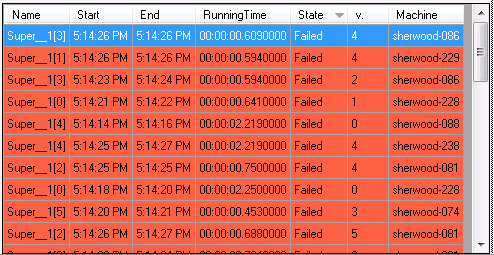 Name Start End RunningTime State v. Machine
Super__1[3] 5:14:26 PM 5:14:26 PM 00:00:00.6090000 Failed 4 sherwood-086
Super__1[1] 5:14:26 PM 5:14:26 PM 00:00:00.5940000 Failed 4 sherwood-229
Super__1[3] 5:14:23 PM 5:14:24 PM 00:00:00.5940000 Failed 2 sherwood-086
Super__1[0] 5:14:21 PM 5:14:22 PM 00:00:00.6410000 Failed 1 sherwood-228
Super__1[4] 5:14:14 PM 5:14:16 PM 00:00:02.2190000 Failed 0 sherwood-088
Super__1[4] 5:14:25 PM 5:14:27 PM 00:00:02.2190000 Failed 4 sherwood-238
Super__1[2] 5:14:25 PM 5:14:25 PM 00:00:00.7500000 Failed 4 sherwood-081
Super__1[0] 5:14:18 PM 5:14:20 PM 00:00:02.2500000 Failed 0 sherwood-228
Super__1[5] 5:14:20 PM 5:14:21 PM 00:00:00.4530000 Failed 3 sherwood-074
Super__1[2] 5:14:26 PM 5:14:27 PM 00:00:00.6880000 Failed 5 sherwood-081